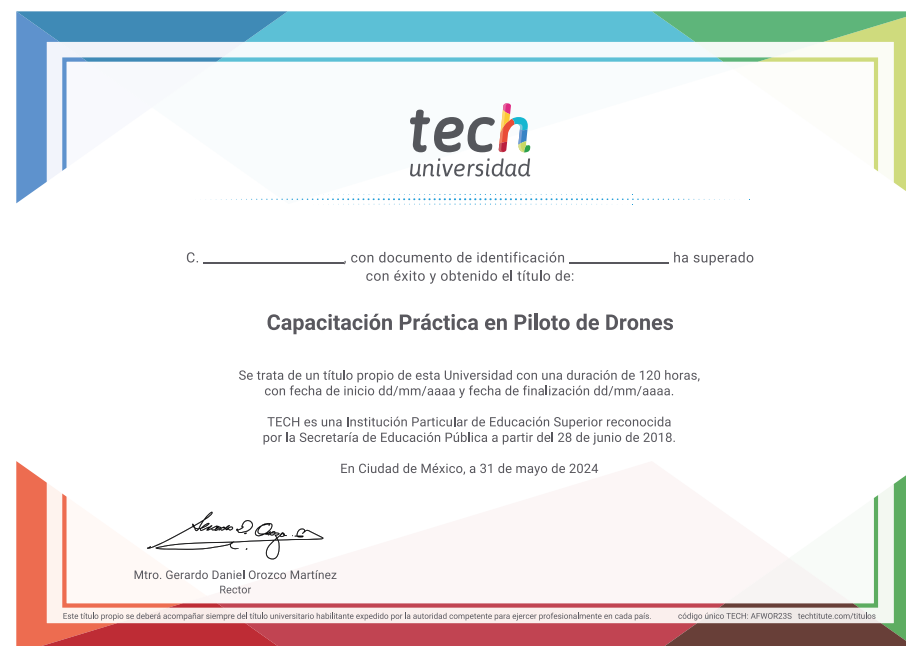 tech
universidad
C. ____________________, con documento de identificación ______________ ha superado
con éxito y obtenido el título de:
Capacitación Práctica en Piloto de Drones
Se trata de un título propio de esta Universidad con una duración de 120 horas,
con fecha de inicio dd/mm/aaaa y fecha de finalización dd/mm/aaaa.
TECH es una Institución Particular de Educación Superior reconocida
por la Secretaría de Educación Pública a partir del 28 de junio de 2018.
En Ciudad de México, a 31 de mayo de 2024
Mtro. Gerardo Daniel Orozco Martínez
Rector
Este título propio se deberá acompañar siempre del título universitario habilitante expedido por la autoridad competente para ejercer profesionalmente en cada país. código único TECH: AFWOR23S techtitute.com/titulos